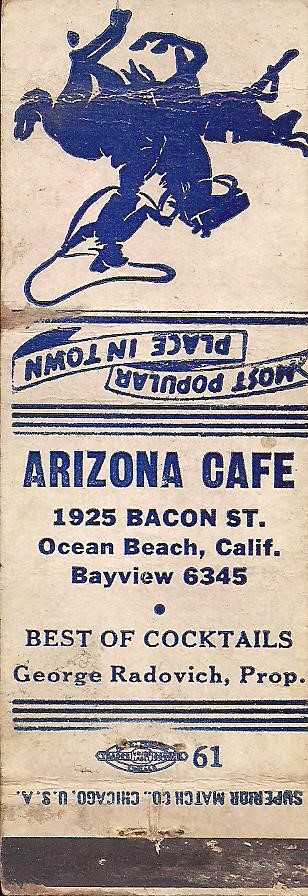 MOST POPULAR
PLACE IN TOWN
ARIZONA CAFE
1925 BACON ST.
Ocean Beach, Calif.
Bayview 6345
BEST OF COCKTAILS
George Radovich, Prop.
61
SUPERIOR MATCH CO., CHICAGO, U.S.A.